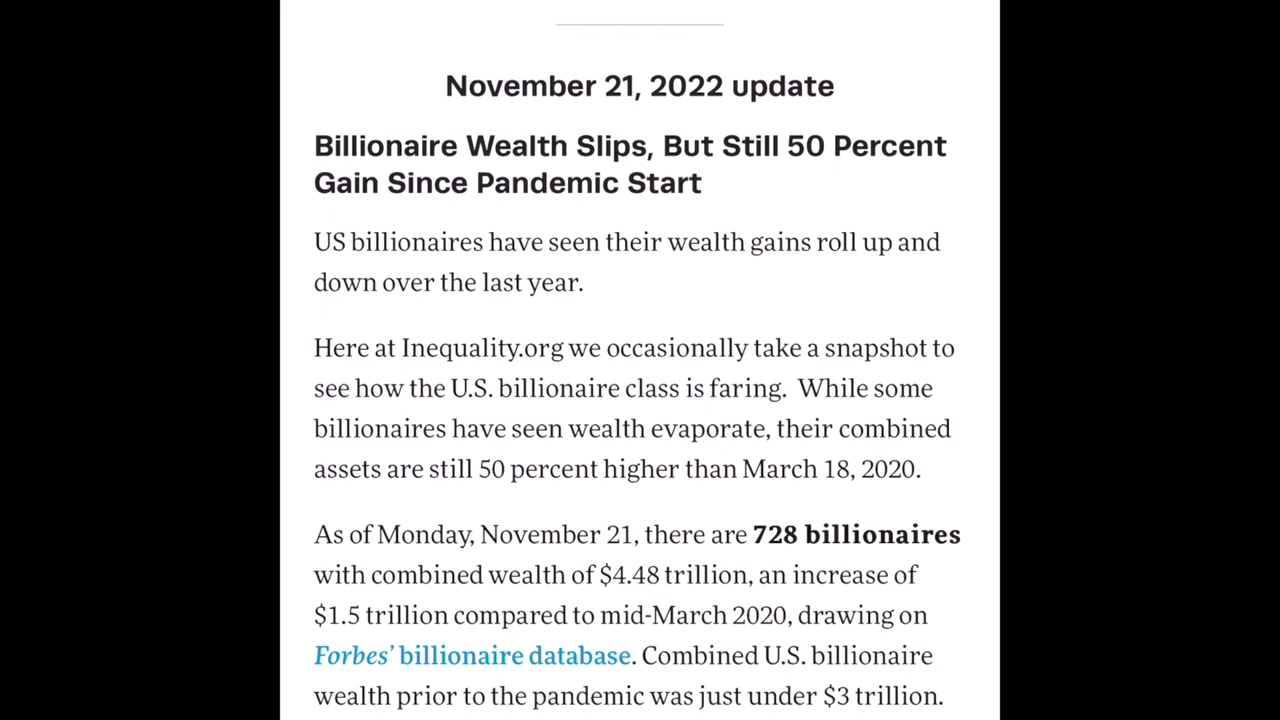 November 21, 2022 update
Billionaire Wealth Slips, But Still 50 Percent
Gain Since Pandemic Start
US billionaires have seen their wealth gains roll up and
down over the last year.
Here at Inequality.org we occasionally take a snapshot to
see how the U.S. billionaire class is faring.  While some
billionaires have seen wealth evaporate, their combined
assets are still 50 percent higher than March 18, 2020.
As of Monday, November 21, there are 728 billionaires
with combined wealth of $4.48 trillion, an increase of
$1.5 trillion compared to mid-March 2020, drawing on
Forbes’ billionaire database. Combined U.S. billionaire
wealth prior to the pandemic was just under $3 trillion.